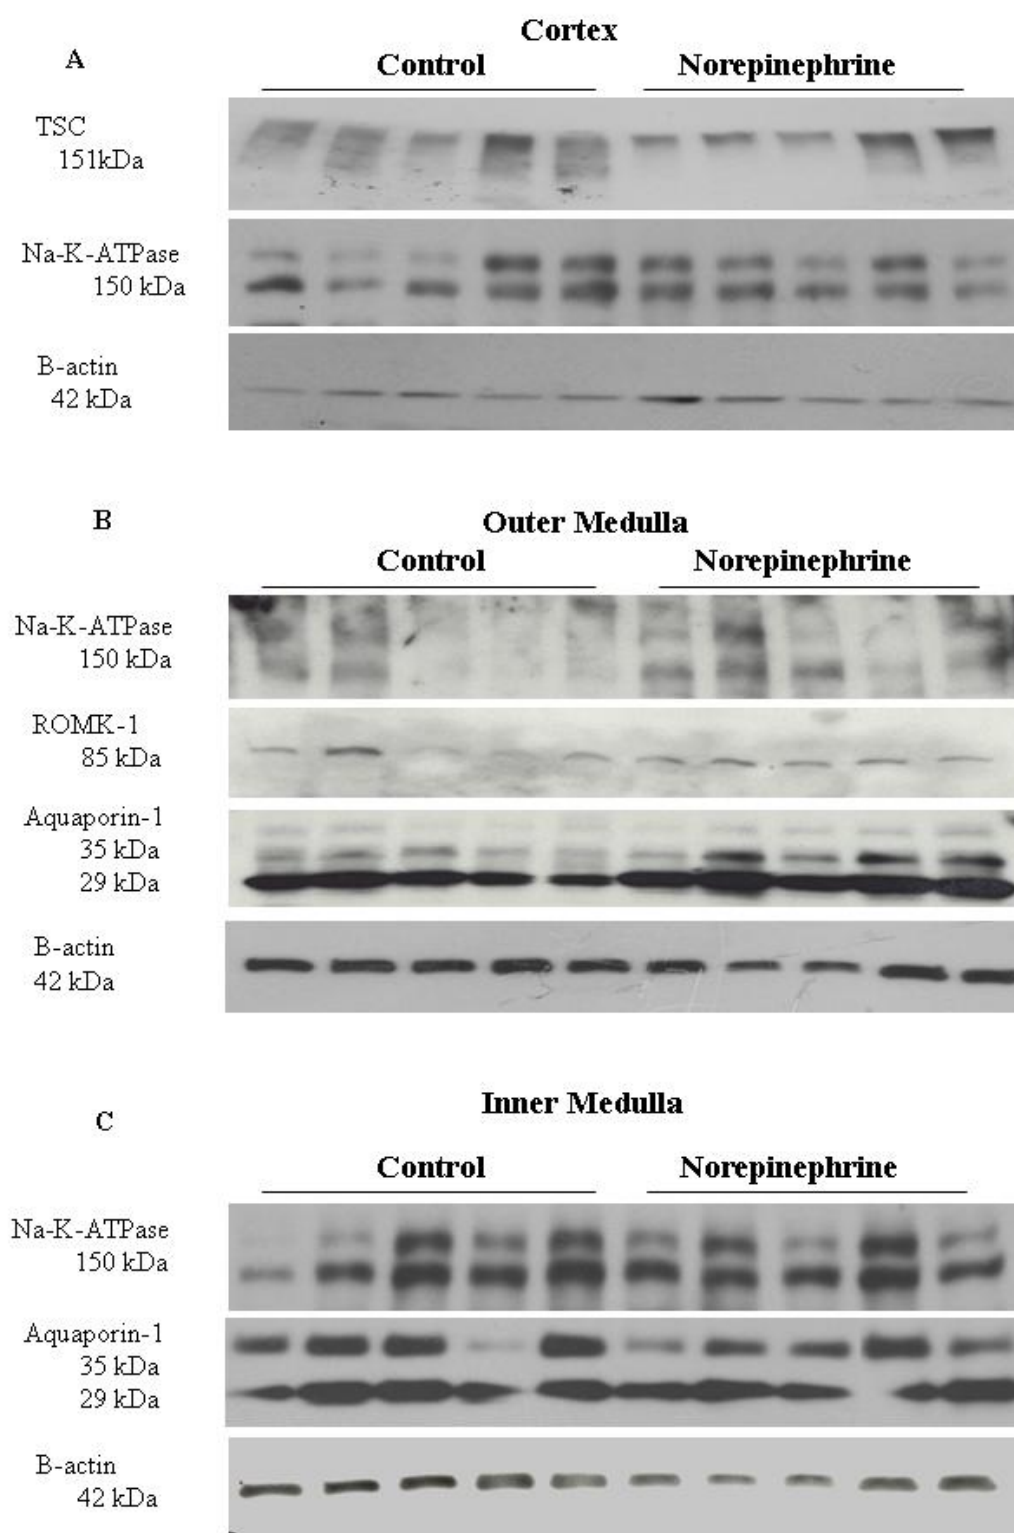 Cortex
A
Control
Norepinephrine
TSC
151kDa
Na-K-ATPase
150 kDa
B-actin
42 kDa
B
Outer Medulla
Control
Norepinephrine
Na-K-ATPase
150 kDa
ROMK-1
85 kDa
Aquaporin-1
35 kDa
29 kDa
B-actin
42 kDa
Inner Medulla
C
Control
Norepinephrine
Na-K-ATPase
150 kDa
Aquaporin-1
35 kDa
29 kDa
B-actin
42 kDa